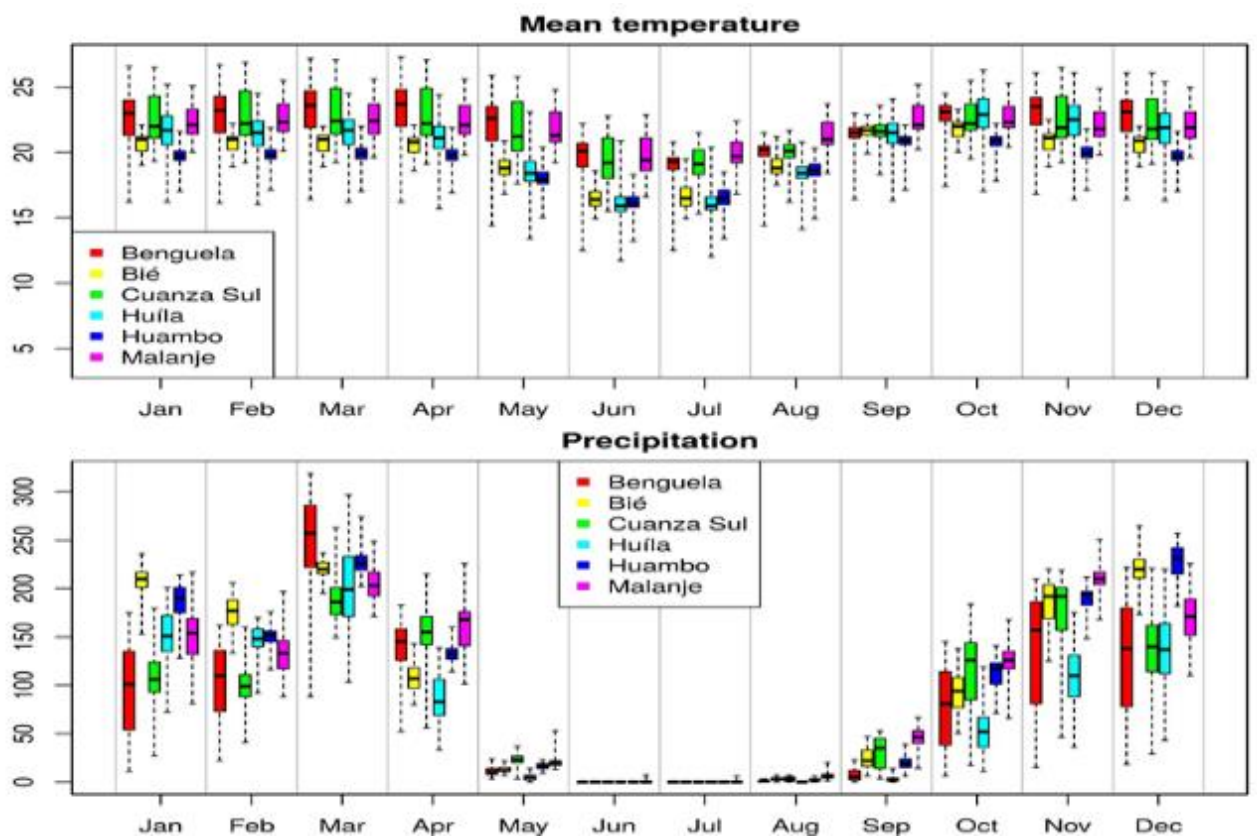 Mean temperature
25
20
15
10
5
Benguela
Bié
Cuanza Sul
Huíla
Huambo
Malanje
Jan Feb Mar Apr May Jun Jul Aug Sep Oct Nov Dec
Precipitation
300
250
200
150
100
50
0
Benguela
Bié
Cuanza Sul
Huíla
Huambo
Malanje
Jan Feb Mar Apr May Jun Jul Aug Sep Oct Nov Dec